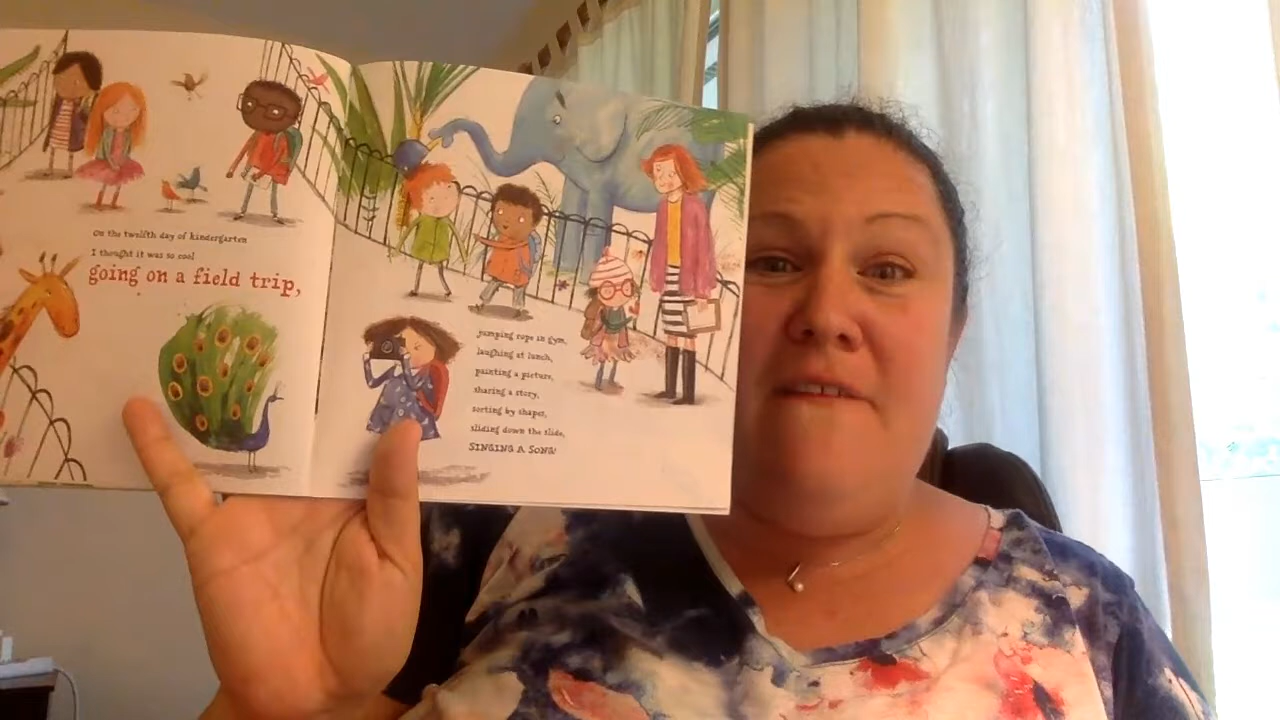 On the twelfth day of kindergarten
I thought it was so cool
going on a field trip,
jumping rope in gym,
laughing at lunch,
painting a picture,
sharing a story,
sorting by shapes,
sliding down the slide,
SINGING A SONG!